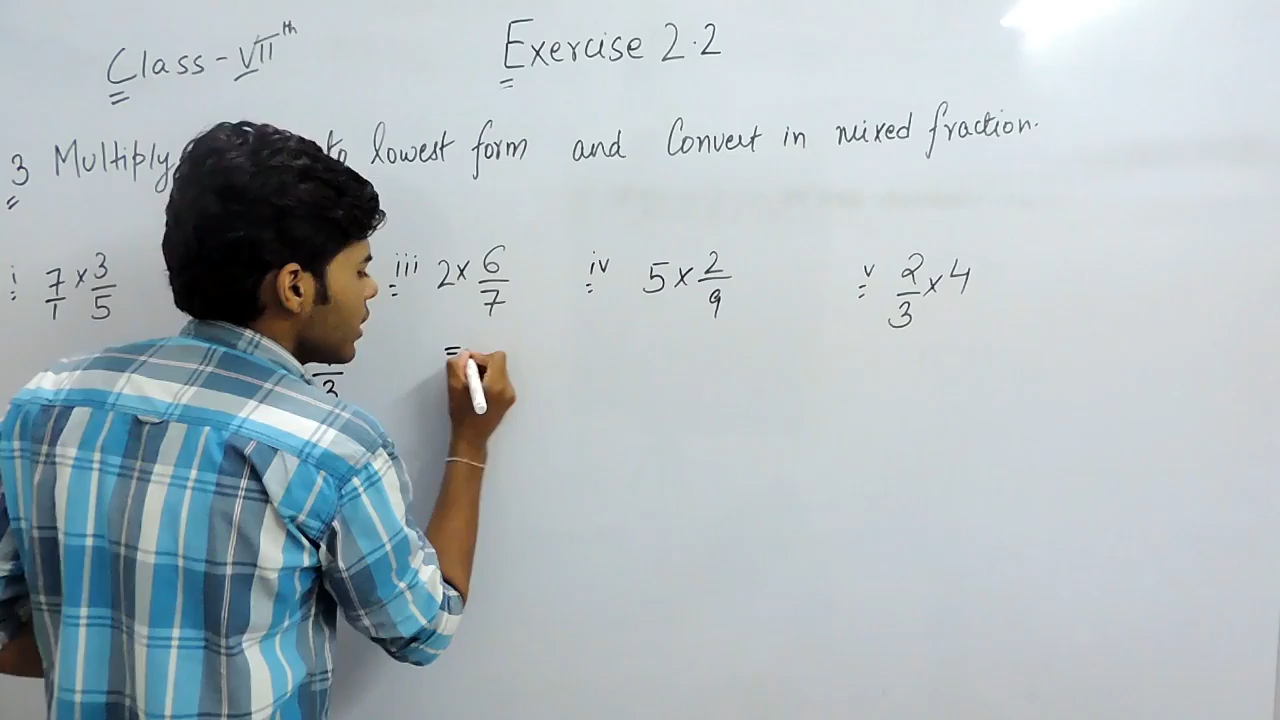 Class - VIIth Exercise 2.2
3 Multiply to lowest form and Convert in mixed fraction.
i 7/1 × 3/5 iii 2 × 6/7 iv 5 × 2/9 v 2/3 × 4
3
=